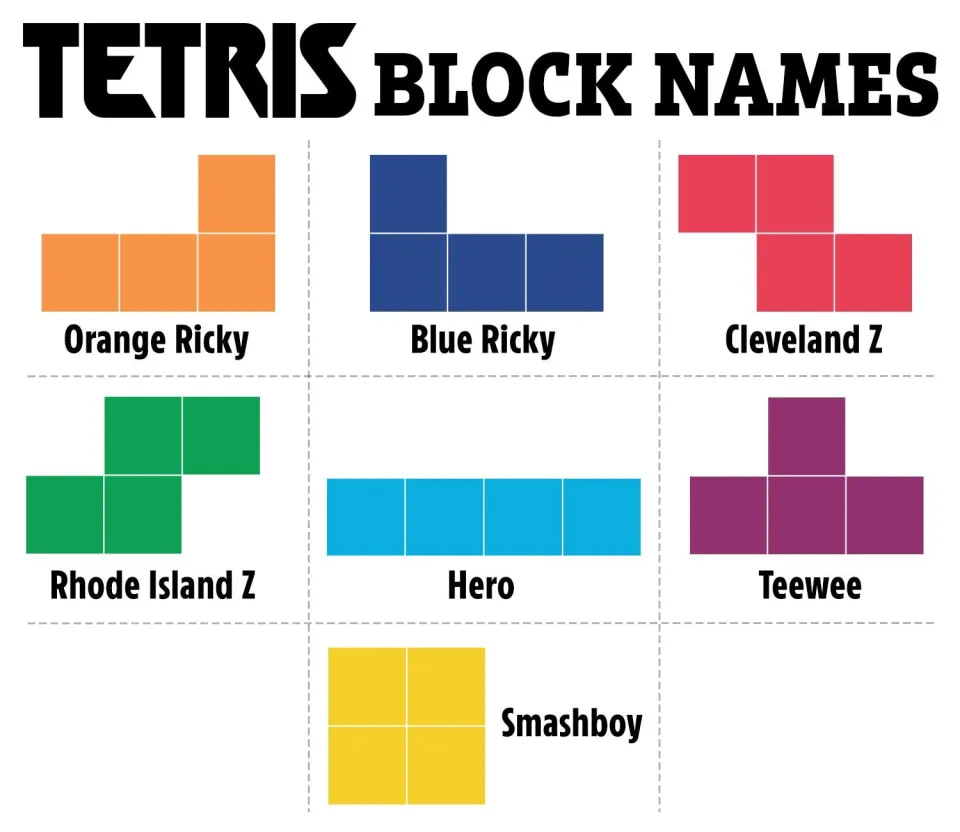 TETRIS BLOCK NAMES
Orange Ricky
Blue Ricky
Cleveland Z
Rhode Island Z
Hero
Teewee
Smashboy